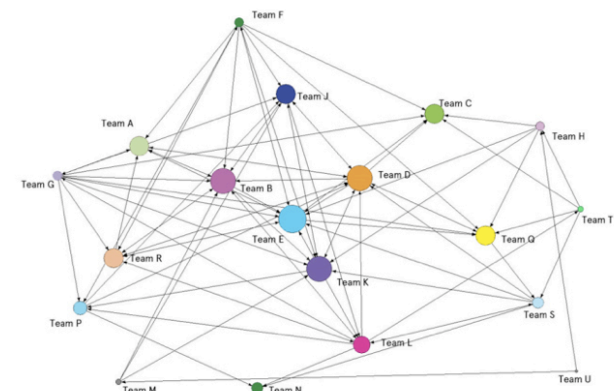 Team F
Team J
Team C
Team A
Team H
Team G
Team B
Team D
Team T
Team E
Team Q
Team R
Team K
Team S
Team P
Team L
Team U
Team M
Team N